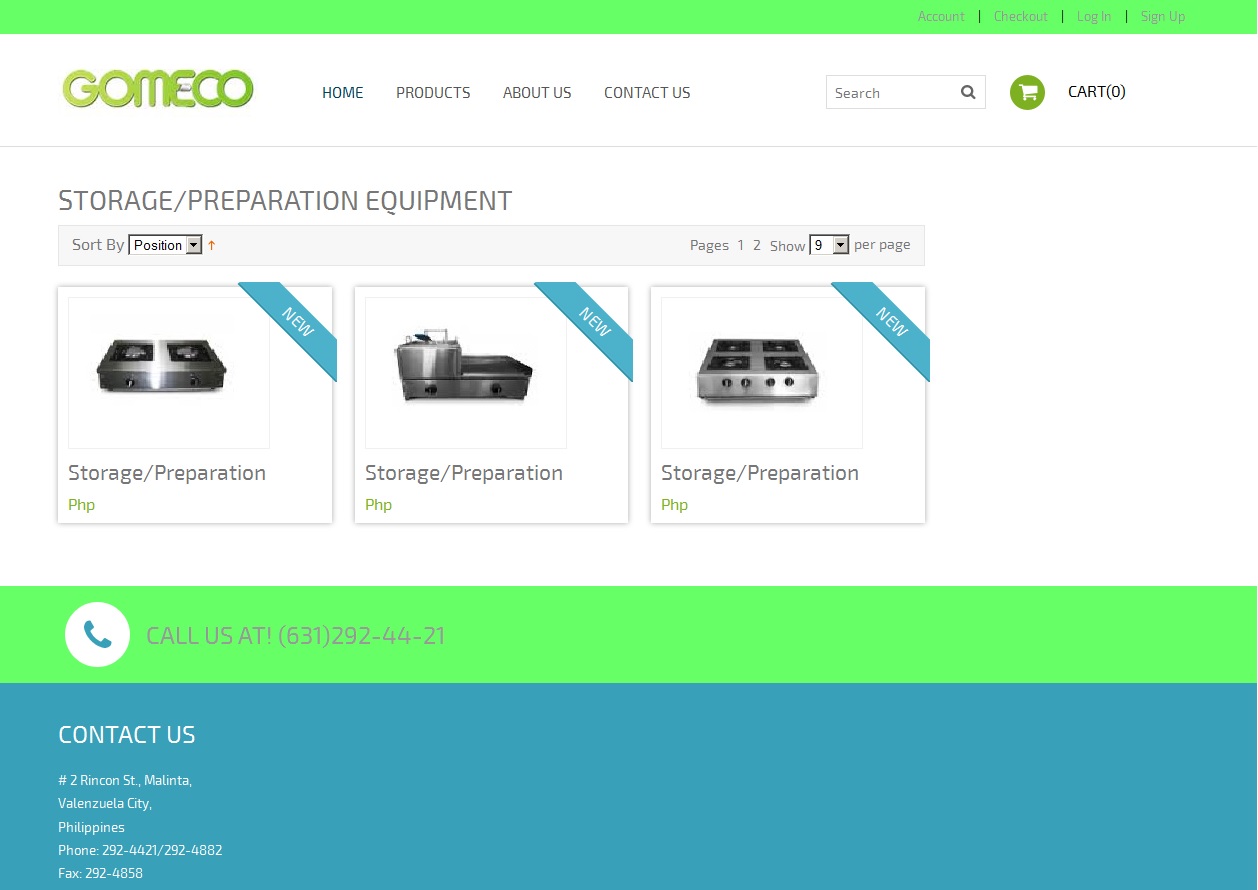 Account | Checkout | Log In | Sign Up
GOMECO HOME PRODUCTS ABOUT US CONTACT US Search CART(0)
STORAGE/PREPARATION EQUIPMENT
Sort By Position Pages 1 2 Show 9 per page
NEW NEW NEW
Storage/Preparation Storage/Preparation Storage/Preparation
Php Php Php
CALL US AT! (631)292-44-21
CONTACT US
# 2 Rincon St., Malinta,
Valenzuela City,
Philippines
Phone: 292-4421/292-4882
Fax: 292-4858